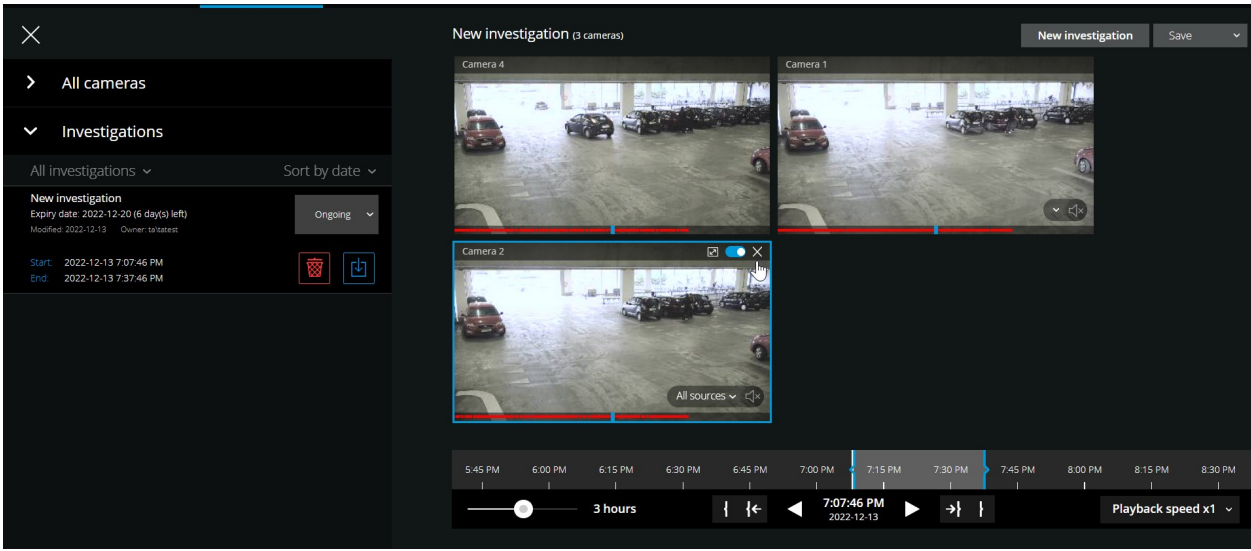 All cameras
Investigations
All investigations
Sort by date
New investigation
Expiry date: 2022-12-20 (6 day(s) left)
Modified: 2022-12-13 Owner: ta\tatest
Ongoing
Start: 2022-12-13 7:07:46 PM
End: 2022-12-13 7:37:46 PM
New investigation (3 cameras)
New investigation
Save
Camera 4
Camera 1
Camera 2
All sources
5:45 PM 6:00 PM 6:15 PM 6:30 PM 6:45 PM 7:00 PM 7:15 PM 7:30 PM 7:45 PM 8:00 PM 8:15 PM 8:30 PM
3 hours
7:07:46 PM
2022-12-13
Playback speed x1